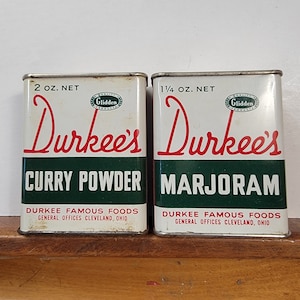 2 OZ. NET
Glidden
Durkee's
CURRY POWDER
DURKEE FAMOUS FOODS
GENERAL OFFICES CLEVELAND, OHIO
1¼ OZ. NET
Glidden
Durkee's
MARJORAM
DURKEE FAMOUS FOODS
GENERAL OFFICES CLEVELAND, OHIO